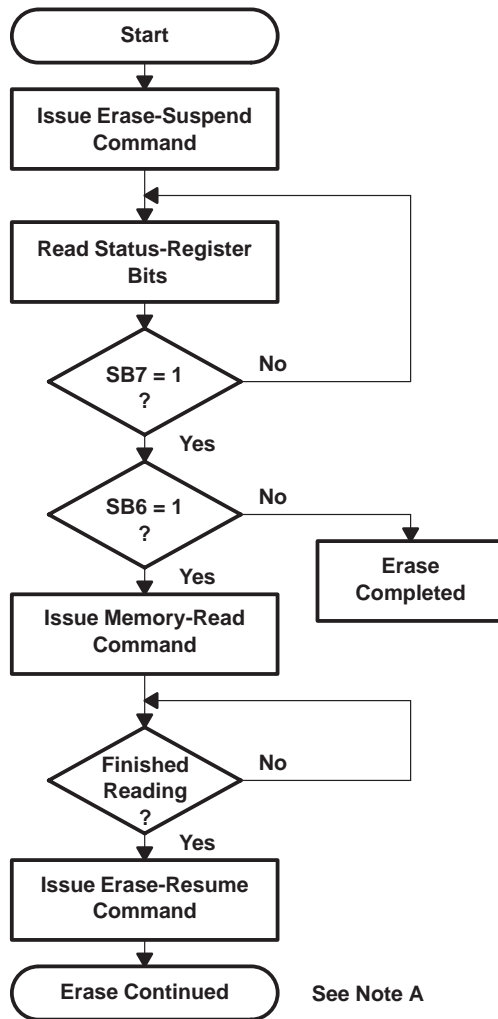 Start
Issue Erase-Suspend
Command
Read Status-Register
Bits
SB7 = 1
?
No
Yes
SB6 = 1
?
No
Yes
Erase
Completed
Issue Memory-Read
Command
Finished
Reading
?
No
Yes
Issue Erase-Resume
Command
Erase Continued
See Note A